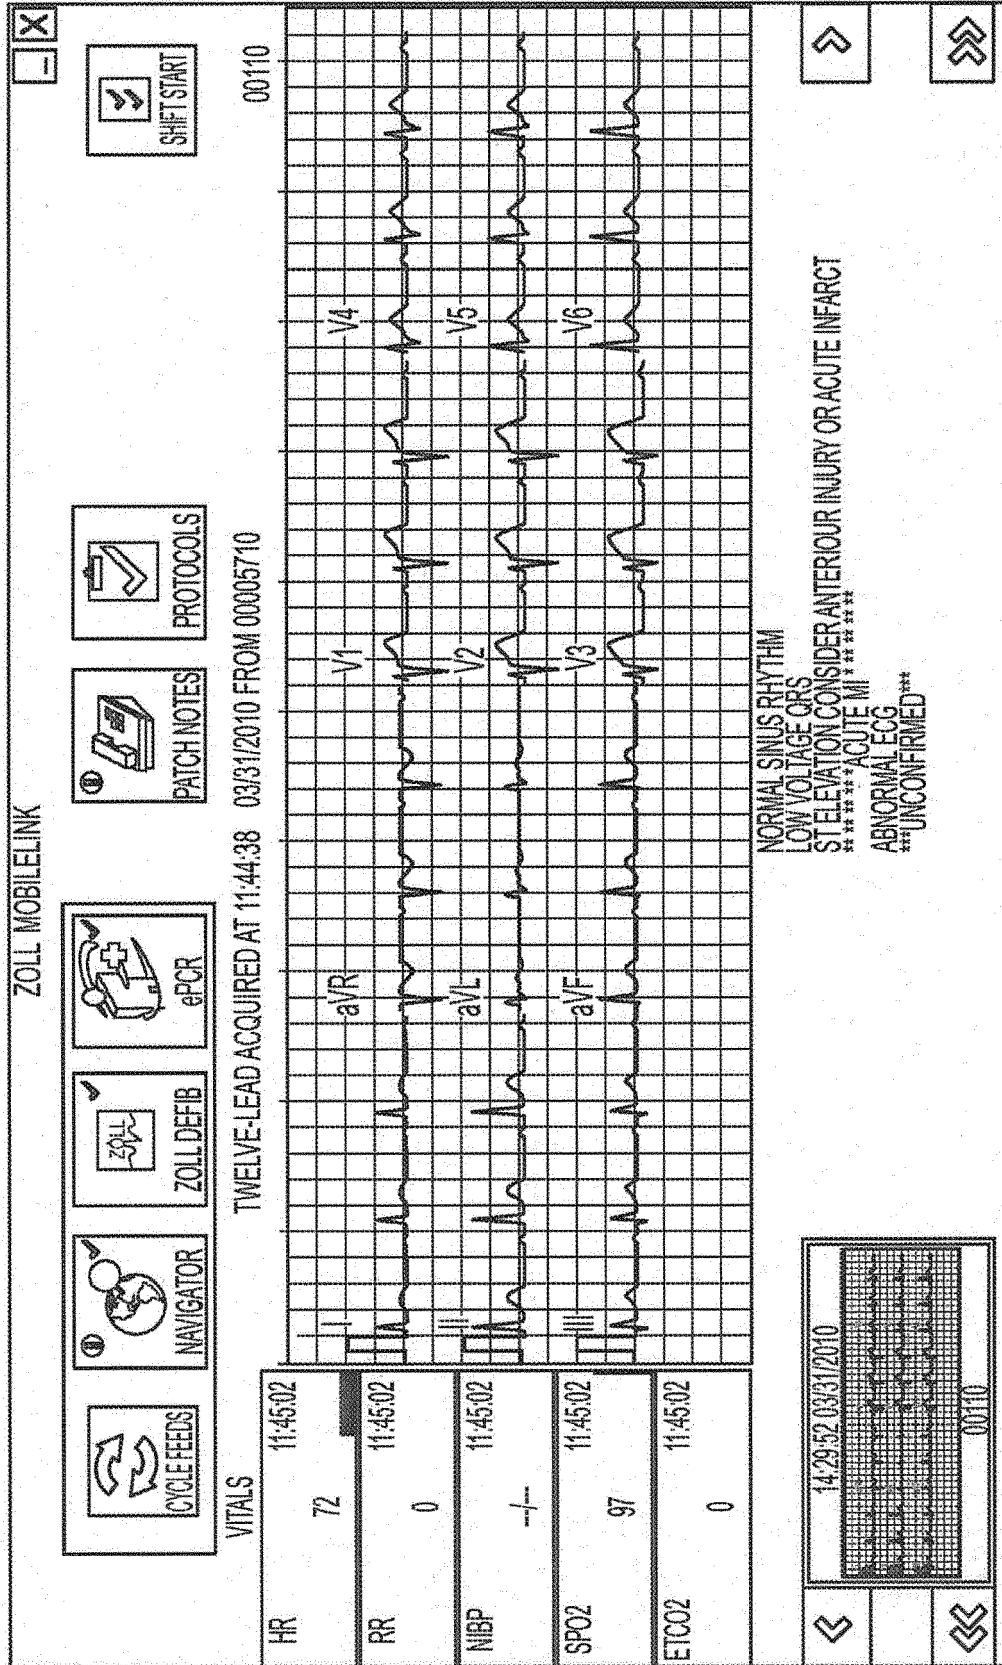 ZOLL MOBILELINK
_ X
CYCLE FEEDS
NAVIGATOR
ZOLL
ZOLL DEFIB
ePCR
PATCH NOTES
PROTOCOLS
SHIFT START
VITALS
TWELVE-LEAD ACQUIRED AT 11:44:38 03/31/2010 FROM 00005710
00110
HR 72 11:45:02
RR 0 11:45:02
NIBP --/-- 11:45:02
SPO2 97 11:45:02
ETCO2 0 11:45:02
I aVR V1 V4
II aVL V2 V5
III aVF V3 V6
NORMAL SINUS RHYTHM
LOW VOLTAGE QRS
ST ELEVATION CONSIDER ANTERIOUR INJURY OR ACUTE INFARCT
** ** ** ** * ACUTE MI * ** ** ** **
ABNORMAL ECG
***UNCONFIRMED***
14:29:52 03/31/2010
00110